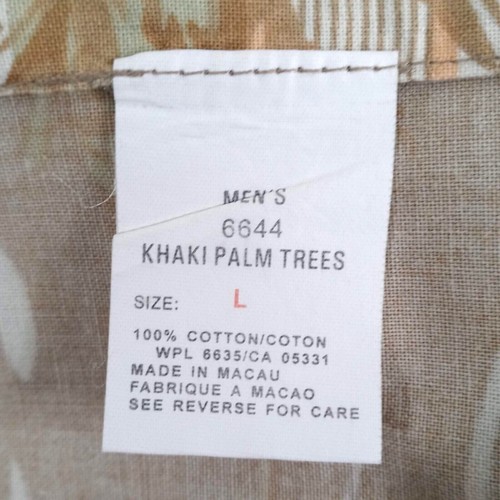 MEN'S
6644
KHAKI PALM TREES
SIZE: L
100% COTTON/COTON
WPL 6635/CA 05331
MADE IN MACAU
FABRIQUE A MACAO
SEE REVERSE FOR CARE